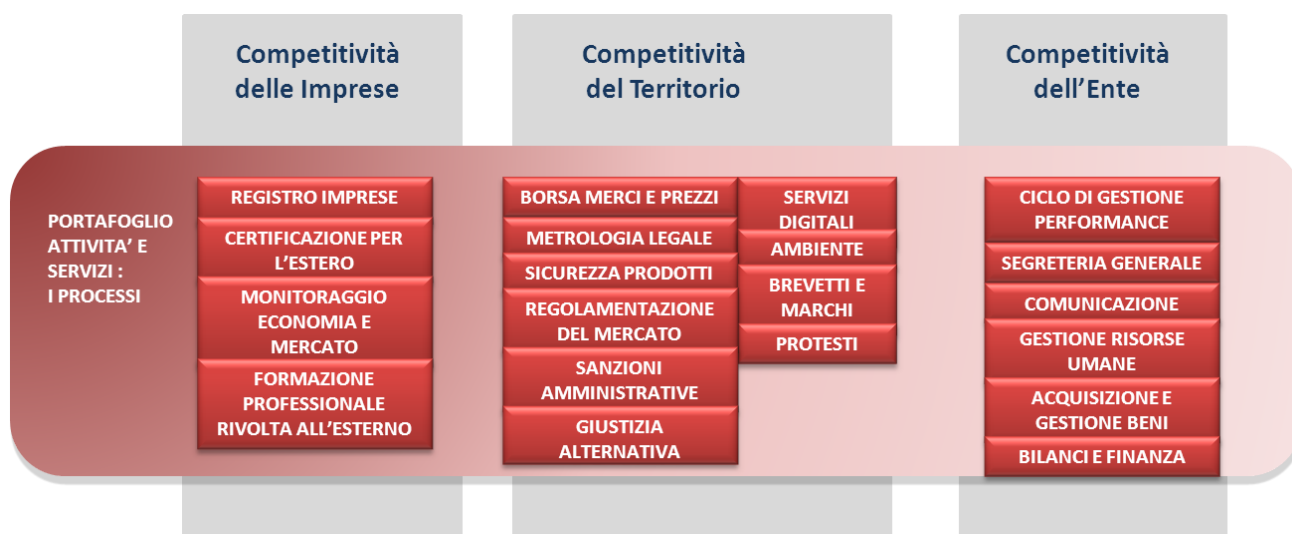 Competitività
delle Imprese
Competitività
del Territorio
Competitività
dell’Ente
PORTAFOGLIO
ATTIVITA’ E
SERVIZI :
I PROCESSI
REGISTRO IMPRESE
CERTIFICAZIONE PER
L’ESTERO
MONITORAGGIO
ECONOMIA E
MERCATO
FORMAZIONE
PROFESSIONALE
RIVOLTA ALL’ESTERNO
BORSA MERCI E PREZZI
METROLOGIA LEGALE
SICUREZZA PRODOTTI
REGOLAMENTAZIONE
DEL MERCATO
SANZIONI
AMMINISTRATIVE
GIUSTIZIA
ALTERNATIVA
SERVIZI
DIGITALI
AMBIENTE
BREVETTI E
MARCHI
PROTESTI
CICLO DI GESTIONE
PERFORMANCE
SEGRETERIA GENERALE
COMUNICAZIONE
GESTIONE RISORSE
UMANE
ACQUISIZIONE E
GESTIONE BENI
BILANCI E FINANZA